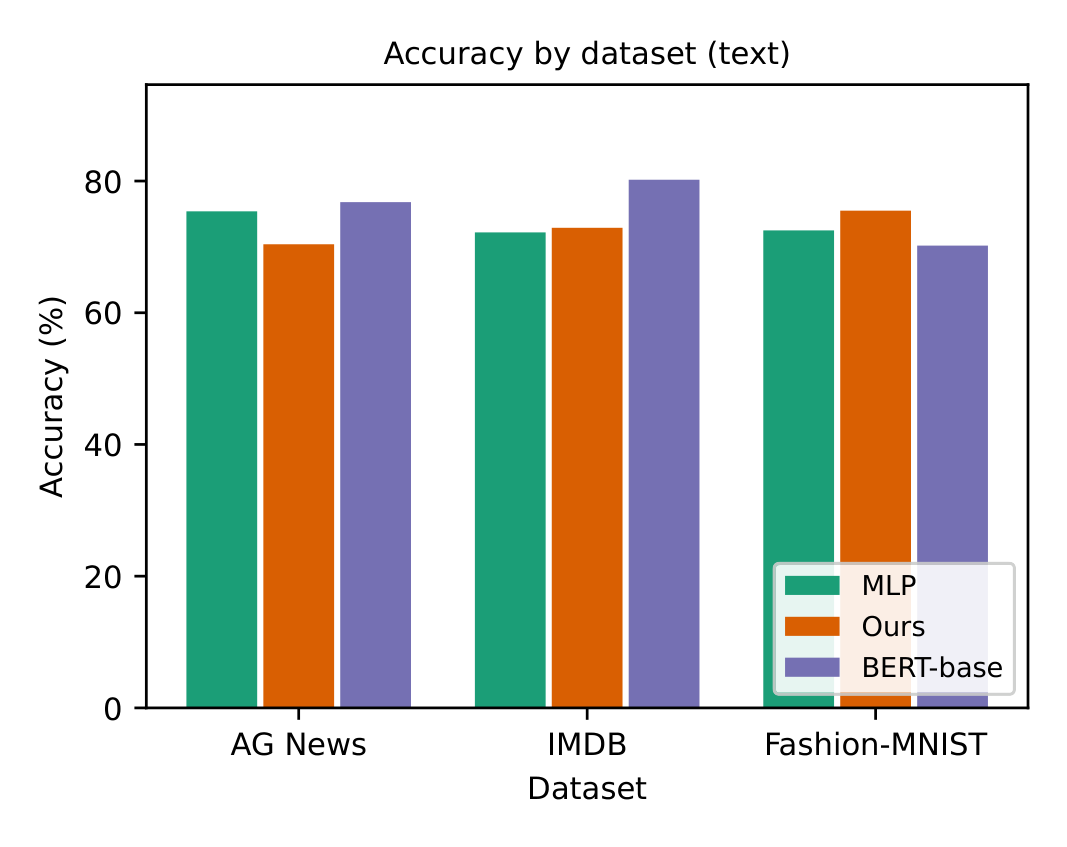 Accuracy by dataset (text)
Accuracy (%)
80
60
40
20
0
MLP
Ours
BERT-base
AG News
IMDB
Fashion-MNIST
Dataset